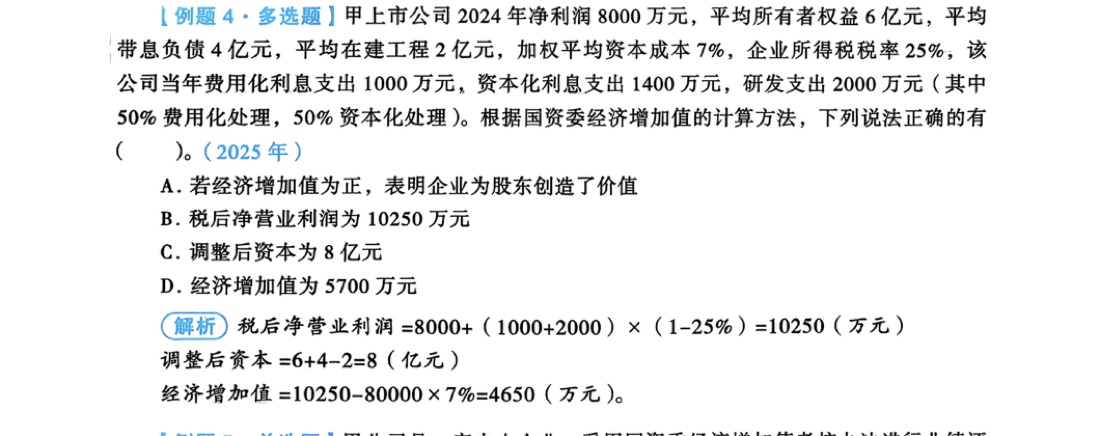 【例题 4·多选题】甲上市公司 2024 年净利润 8000 万元，平均所有者权益 6 亿元，平均
带息负债 4 亿元，平均在建工程 2 亿元，加权平均资本成本 7%，企业所得税税率 25%，该
公司当年费用化利息支出 1000 万元，资本化利息支出 1400 万元，研发支出 2000 万元（其中
50% 费用化处理，50% 资本化处理）。根据国资委经济增加值的计算方法，下列说法正确的有
（　　）。（2025 年）
A. 若经济增加值为正，表明企业为股东创造了价值
B. 税后净营业利润为 10250 万元
C. 调整后资本为 8 亿元
D. 经济增加值为 5700 万元
解析 税后净营业利润 =8000+（1000+2000）×（1-25%）=10250（万元）
调整后资本 =6+4-2=8（亿元）
经济增加值 =10250-80000×7%=4650（万元）。